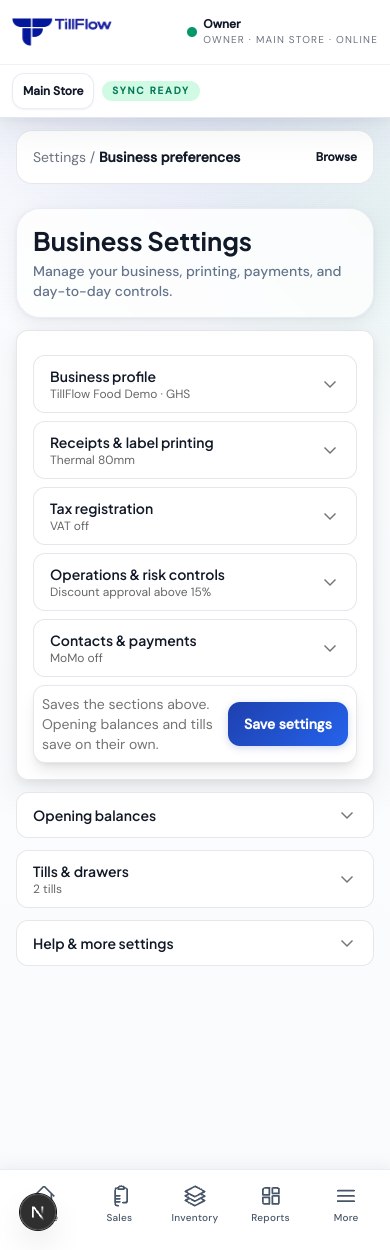 TillFlow
Owner
OWNER · MAIN STORE · ONLINE
Main Store
SYNC READY
Settings / Business preferences
Browse
Business Settings
Manage your business, printing, payments, and
day-to-day controls.
Business profile
TillFlow Food Demo · GHS
Receipts & label printing
Thermal 80mm
Tax registration
VAT off
Operations & risk controls
Discount approval above 15%
Contacts & payments
MoMo off
Saves the sections above.
Opening balances and tills
save on their own.
Save settings
Opening balances
Tills & drawers
2 tills
Help & more settings
N
Sales
Inventory
Reports
More